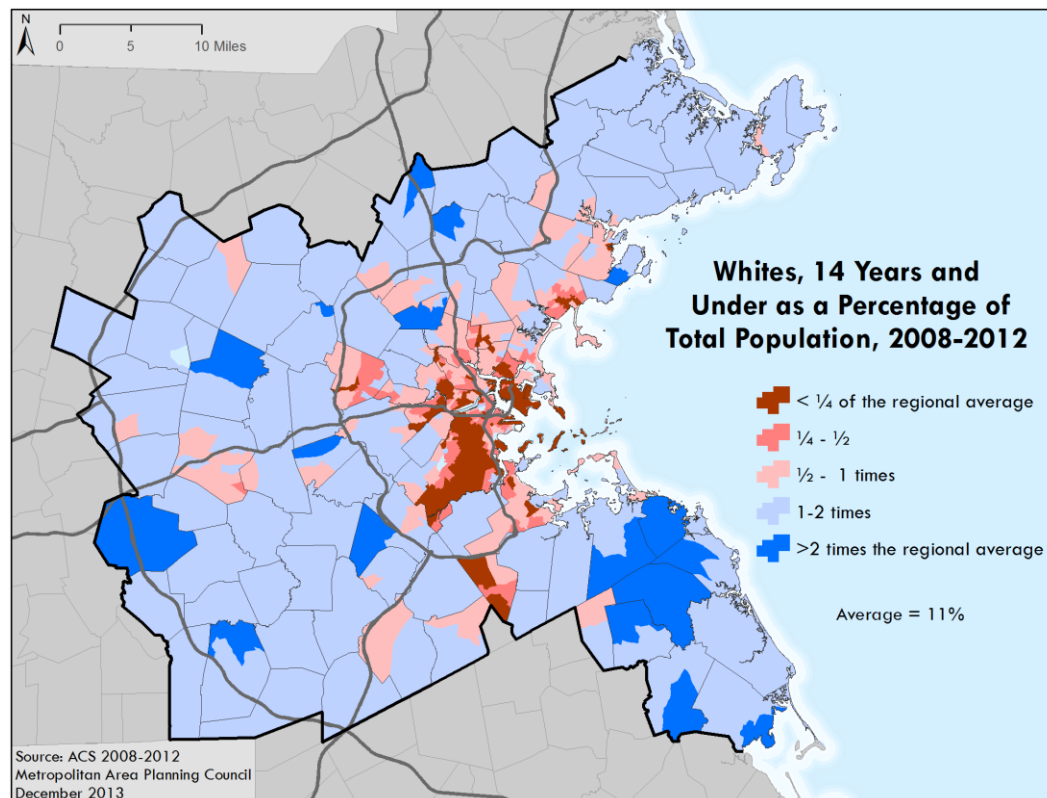 N
0 5 10 Miles
Whites, 14 Years and
Under as a Percentage of
Total Population, 2008-2012
< ¼ of the regional average
¼ - ½
½ - 1 times
1-2 times
>2 times the regional average
Average = 11%
Source: ACS 2008-2012
Metropolitan Area Planning Council
December 2013